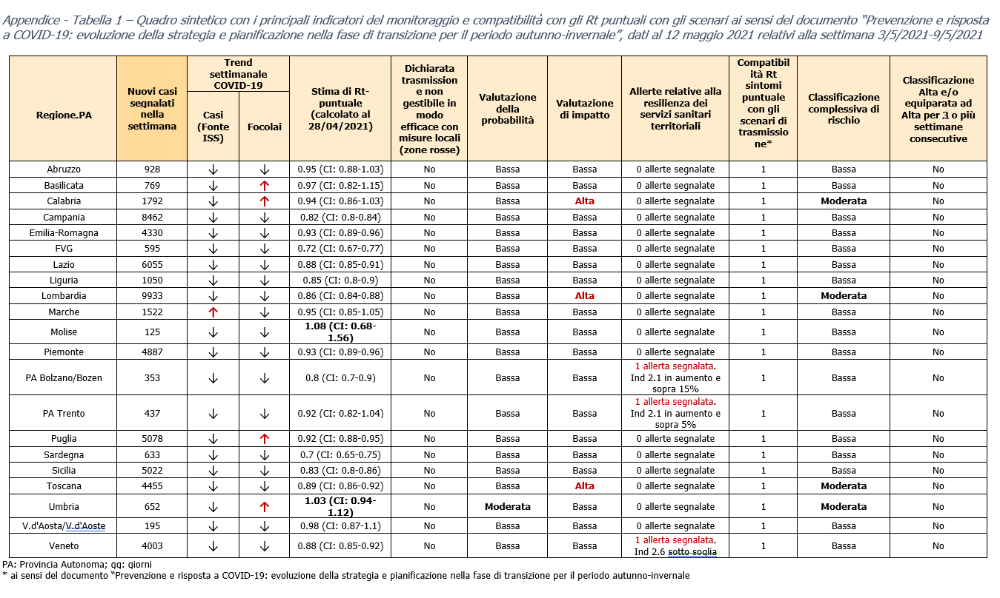 Appendice - Tabella 1 – Quadro sintetico con i principali indicatori del monitoraggio e compatibilità con gli Rt puntuali con gli scenari ai sensi del documento “Prevenzione e risposta
a COVID-19: evoluzione della strategia e pianificazione nella fase di transizione per il periodo autunno-invernale”, dati al 12 maggio 2021 relativi alla settimana 3/5/2021-9/5/2021
Regione.PA
Nuovi casi
segnalati
nella
settimana
Trend
settimanale
COVID-19
Casi
(Fonte
ISS)
Focolai
Stima di Rt-
puntuale
(calcolato al
28/04/2021)
Dichiarata
trasmission
e non
gestibile in
modo
efficace con
misure locali
(zone rosse)
Valutazione
della
probabilità
Valutazione
di impatto
Allerte relative alla
resilienza dei
servizi sanitari
territoriali
Compatibil
ità Rt
sintomi
puntuale
con gli
scenari di
trasmissio
ne*
Classificazione
complessiva di
rischio
Classificazione
Alta e/o
equiparata ad
Alta per 3 o più
settimane
consecutive
Abruzzo 928 ↓ ↓ 0.95 (CI: 0.88-1.03) No Bassa Bassa 0 allerte segnalate 1 Bassa No
Basilicata 769 ↓ ↑ 0.97 (CI: 0.82-1.15) No Bassa Bassa 0 allerte segnalate 1 Bassa No
Calabria 1792 ↓ ↑ 0.94 (CI: 0.86-1.03) No Bassa Alta 0 allerte segnalate 1 Moderata No
Campania 8462 ↓ ↓ 0.82 (CI: 0.8-0.84) No Bassa Bassa 0 allerte segnalate 1 Bassa No
Emilia-Romagna 4330 ↓ ↓ 0.93 (CI: 0.89-0.96) No Bassa Bassa 0 allerte segnalate 1 Bassa No
FVG 595 ↓ ↓ 0.72 (CI: 0.67-0.77) No Bassa Bassa 0 allerte segnalate 1 Bassa No
Lazio 6055 ↓ ↓ 0.88 (CI: 0.85-0.91) No Bassa Bassa 0 allerte segnalate 1 Bassa No
Liguria 1050 ↓ ↓ 0.85 (CI: 0.8-0.9) No Bassa Bassa 0 allerte segnalate 1 Bassa No
Lombardia 9933 ↓ ↓ 0.86 (CI: 0.84-0.88) No Bassa Alta 0 allerte segnalate 1 Moderata No
Marche 1522 ↑ ↓ 0.95 (CI: 0.85-1.05) No Bassa Bassa 0 allerte segnalate 1 Bassa No
Molise 125 ↓ ↓ 1.08 (CI: 0.68-
1.56) No Bassa Bassa 0 allerte segnalate 1 Bassa No
Piemonte 4887 ↓ ↓ 0.93 (CI: 0.89-0.96) No Bassa Bassa 0 allerte segnalate 1 Bassa No
PA Bolzano/Bozen 353 ↓ ↓ 0.8 (CI: 0.7-0.9) No Bassa Bassa 1 allerta segnalata.
Ind 2.1 in aumento e
sopra 15% 1 Bassa No
PA Trento 437 ↓ ↓ 0.92 (CI: 0.82-1.04) No Bassa Bassa 1 allerta segnalata.
Ind 2.1 in aumento e
sopra 5% 1 Bassa No
Puglia 5078 ↓ ↑ 0.92 (CI: 0.88-0.95) No Bassa Bassa 0 allerte segnalate 1 Bassa No
Sardegna 633 ↓ ↓ 0.7 (CI: 0.65-0.75) No Bassa Bassa 0 allerte segnalate 1 Bassa No
Sicilia 5022 ↓ ↓ 0.83 (CI: 0.8-0.86) No Bassa Bassa 0 allerte segnalate 1 Bassa No
Toscana 4455 ↓ ↓ 0.89 (CI: 0.86-0.92) No Bassa Alta 0 allerte segnalate 1 Moderata No
Umbria 652 ↓ ↑ 1.03 (CI: 0.94-
1.12) No Moderata Bassa 0 allerte segnalate 1 Moderata No
V.d'Aosta/V.d'Aoste 195 ↓ ↓ 0.98 (CI: 0.87-1.1) No Bassa Bassa 0 allerte segnalate 1 Bassa No
Veneto 4003 ↓ ↓ 0.88 (CI: 0.85-0.92) No Bassa Bassa 1 allerta segnalata.
Ind 2.6 sotto soglia 1 Bassa No
PA: Provincia Autonoma; gg: giorni
* ai sensi del documento “Prevenzione e risposta a COVID-19: evoluzione della strategia e pianificazione nella fase di transizione per il periodo autunno-invernale